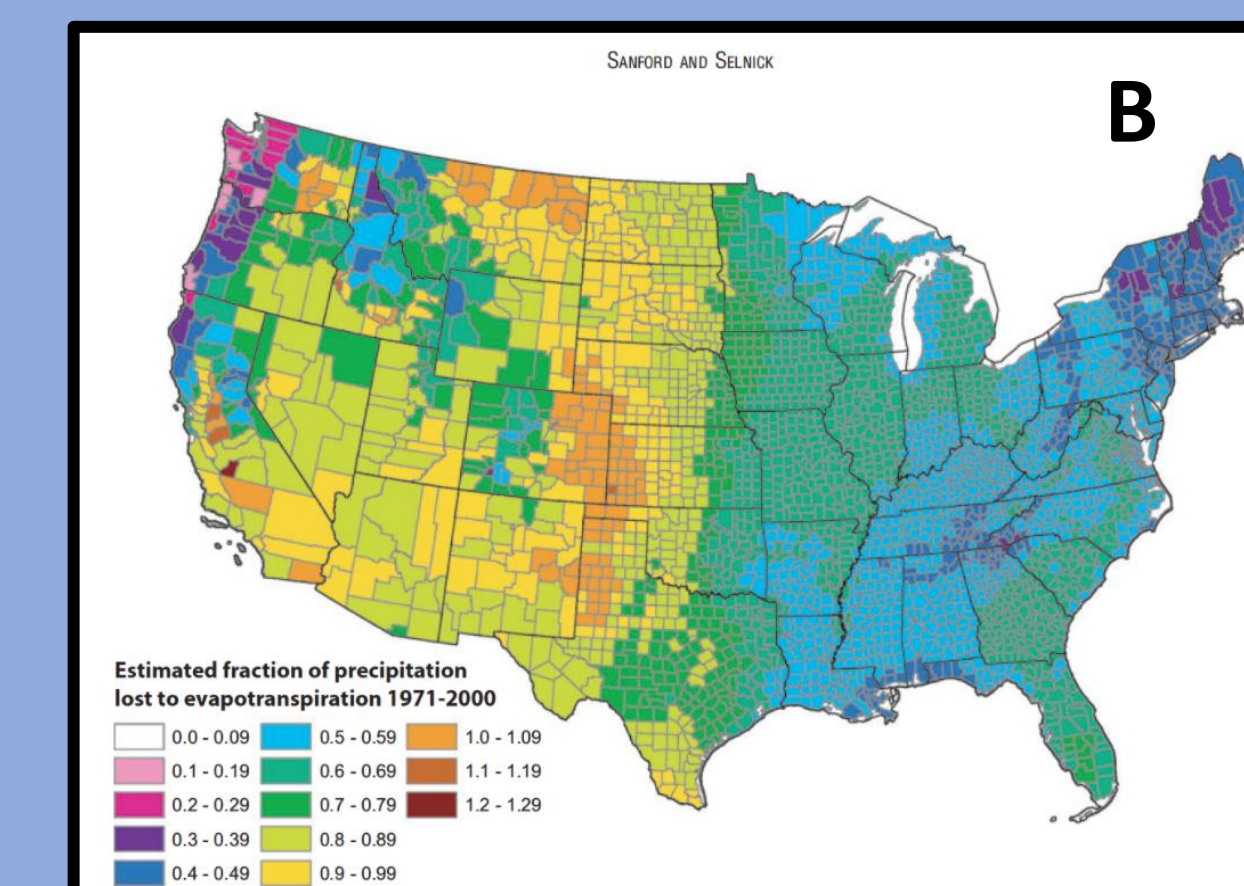 SANFORD AND SELNICK
B
Estimated fraction of precipitation
lost to evapotranspiration 1971-2000
0.0 - 0.09 0.5 - 0.59 1.0 - 1.09
0.1 - 0.19 0.6 - 0.69 1.1 - 1.19
0.2 - 0.29 0.7 - 0.79 1.2 - 1.29
0.3 - 0.39 0.8 - 0.89
0.4 - 0.49 0.9 - 0.99